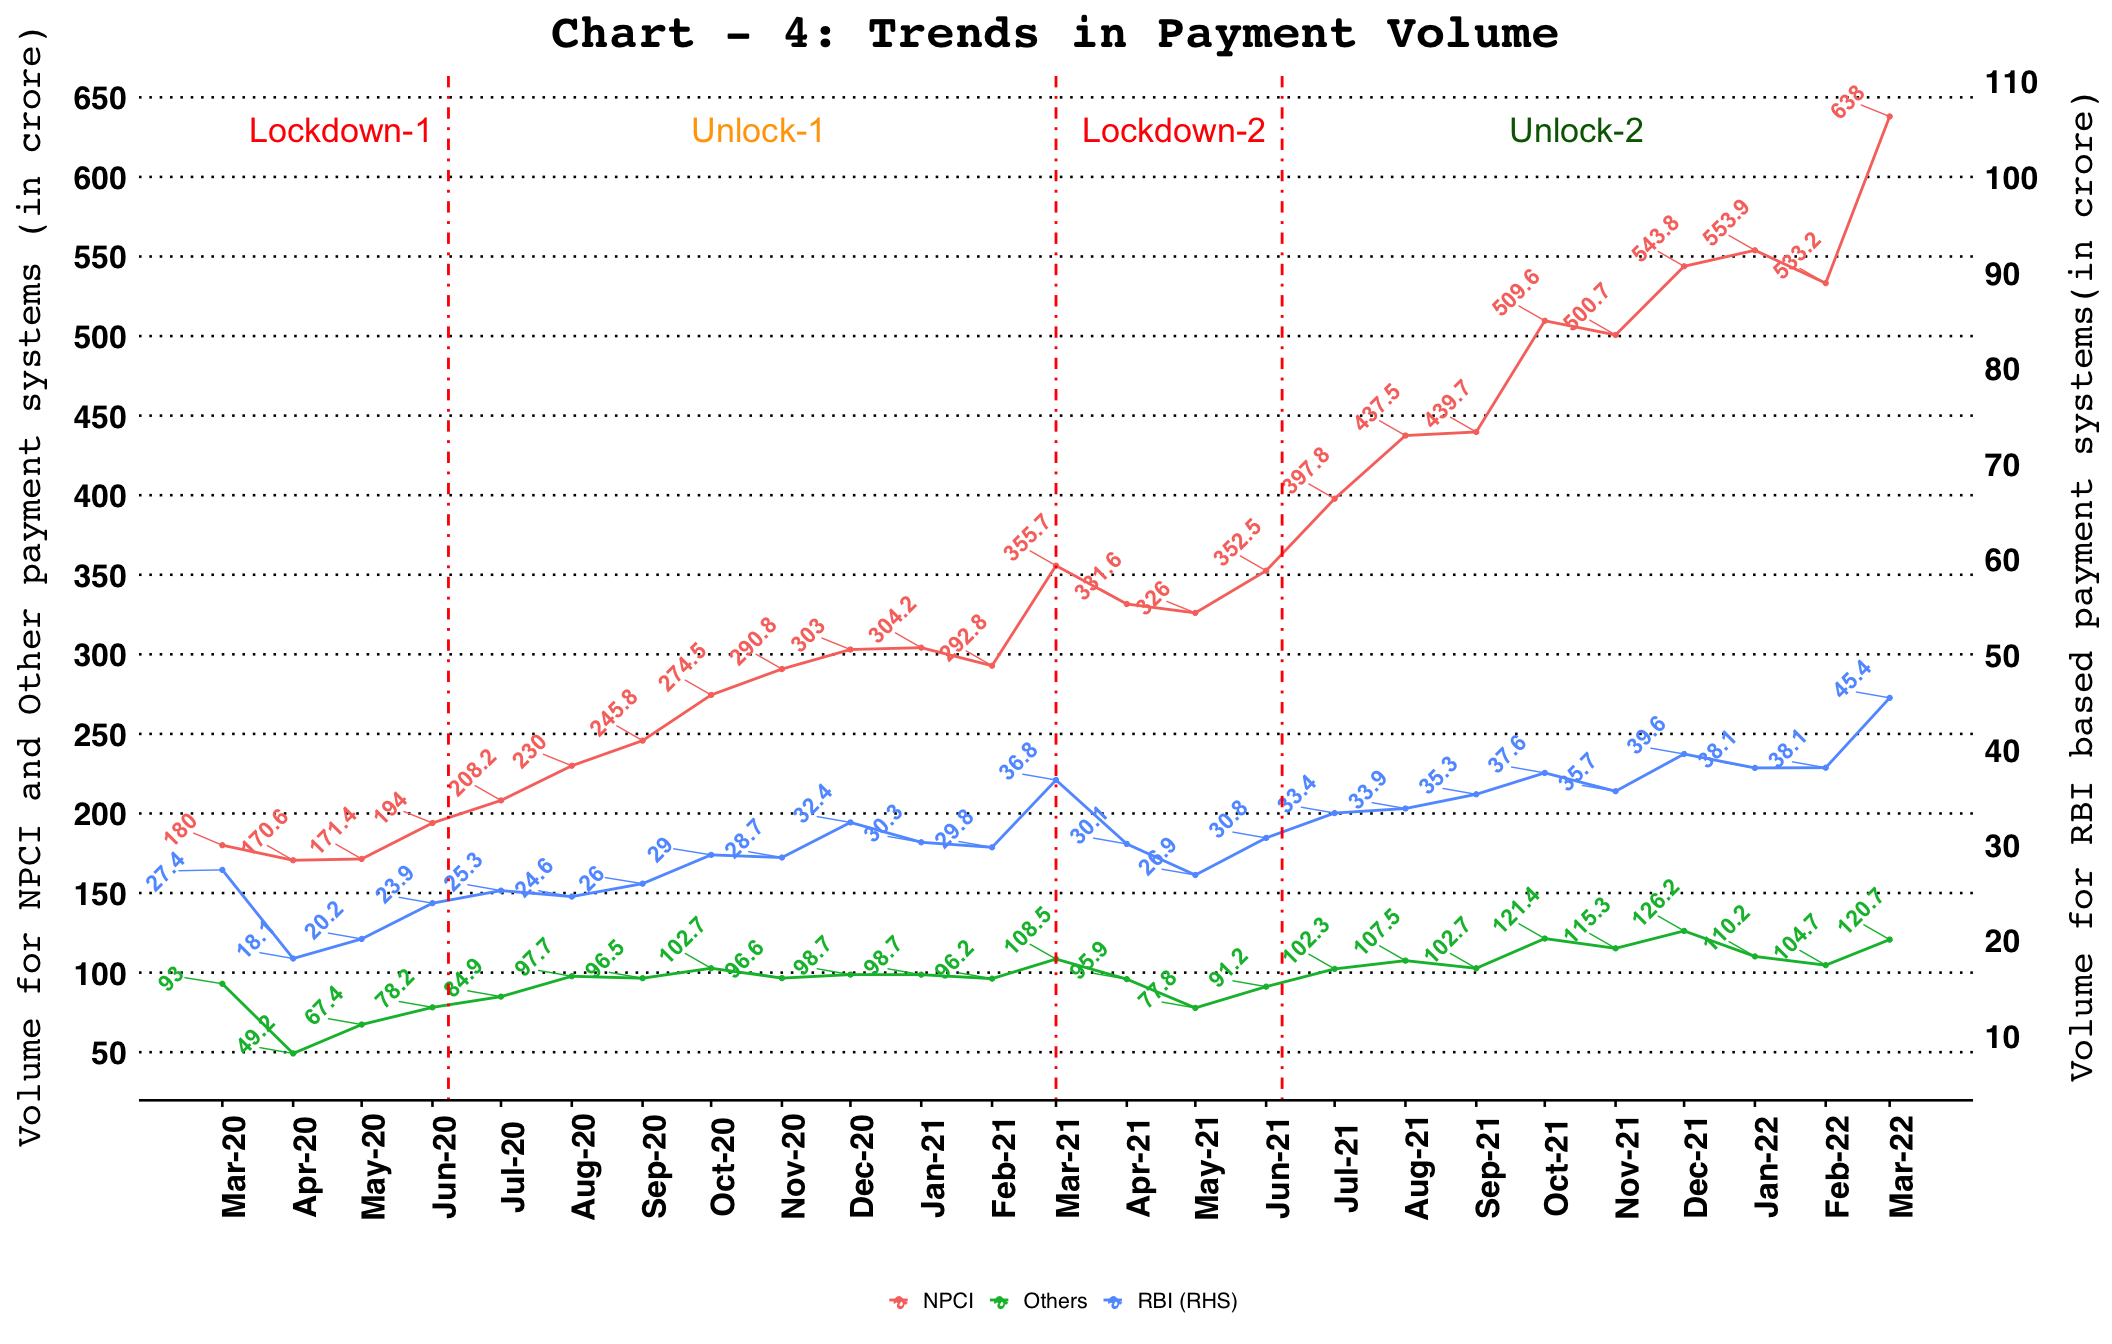 Chart - 4: Trends in Payment Volume
Volume for NPCI and Other payment systems (in crore)
650
600
550
500
450
400
350
300
250
200
150
100
50
Lockdown-1
Unlock-1
Lockdown-2
Unlock-2
180
170.6
171.4
194
208.2
230
245.8
274.5
290.8
303
304.2
292.8
355.7
331.6
326
352.5
397.8
437.5
439.7
509.6
500.7
543.8
553.9
533.2
638
27.4
18.1
20.2
23.9
25.3
24.6
26
29
28.7
32.4
30.3
29.8
36.8
30.1
26.9
30.8
33.4
33.9
35.3
37.6
35.7
39.6
38.1
38.1
45.4
93
49.2
67.4
78.2
84.9
97.7
96.5
102.7
96.6
98.7
98.7
96.2
108.5
95.9
77.8
91.2
102.3
107.5
102.7
121.4
115.3
126.2
110.2
104.7
120.7
110
100
90
80
70
60
50
40
30
20
10
Volume for RBI based payment systems(in crore)
Mar-20
Apr-20
May-20
Jun-20
Jul-20
Aug-20
Sep-20
Oct-20
Nov-20
Dec-20
Jan-21
Feb-21
Mar-21
Apr-21
May-21
Jun-21
Jul-21
Aug-21
Sep-21
Oct-21
Nov-21
Dec-21
Jan-22
Feb-22
Mar-22
NPCI
Others
RBI (RHS)